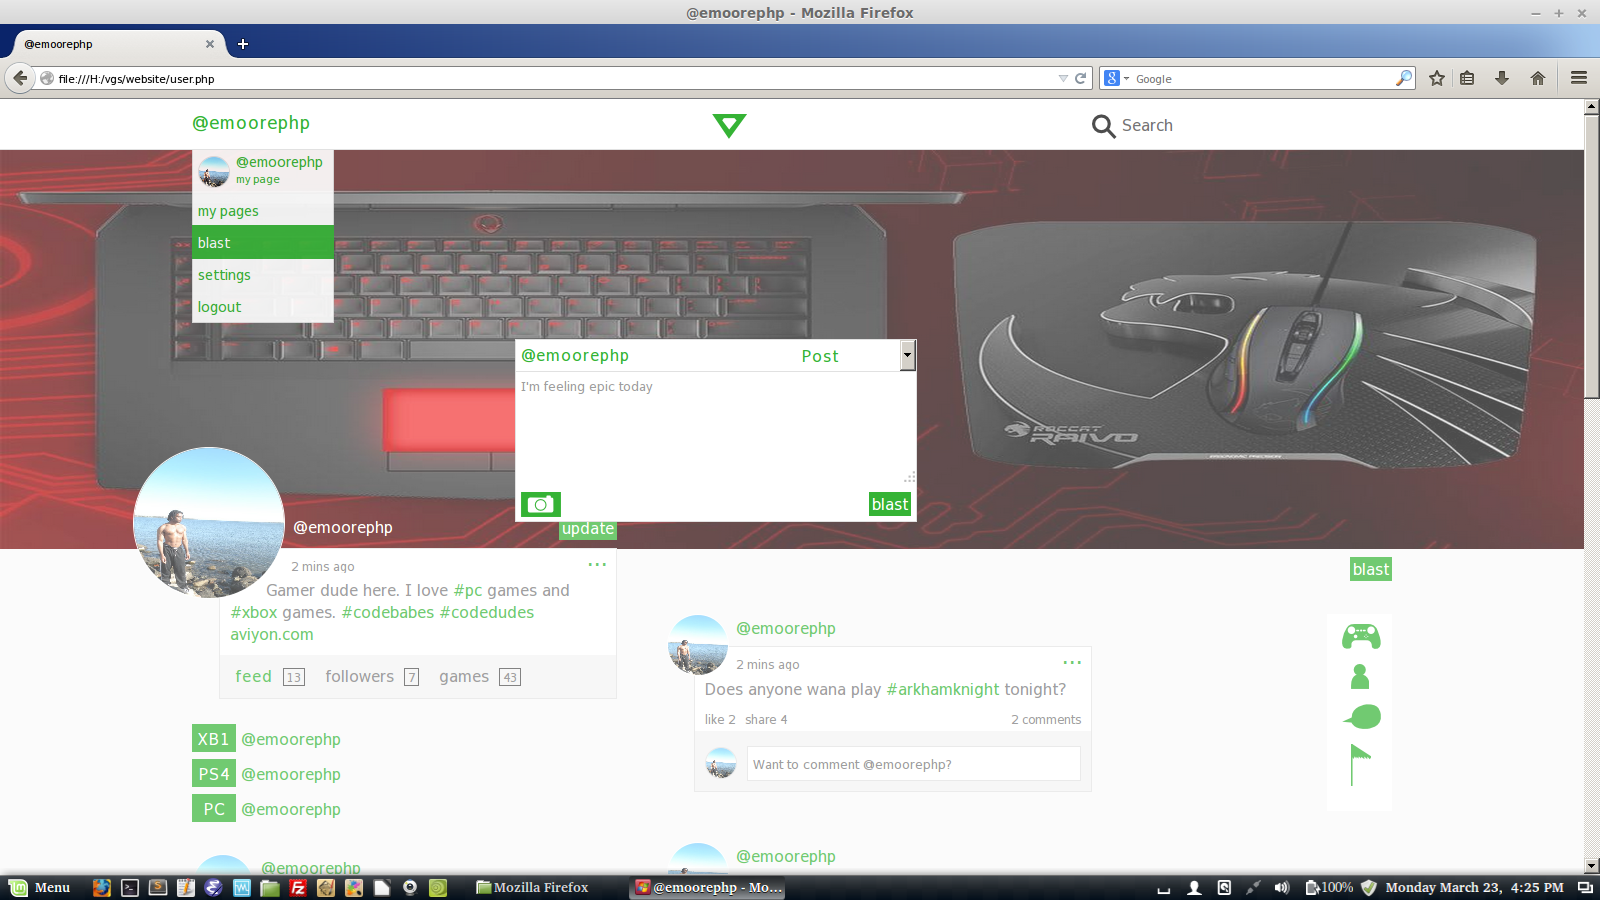 @emoorephp - Mozilla Firefox
@emoorephp
file:///H:/vgs/website/user.php
Google
@emoorephp
Search
@emoorephp
my page
my pages
blast
settings
logout
@emoorephp
Post
I'm feeling epic today
blast
ROCCAT
RAIVO
@emoorephp
update
2 mins ago
...
Gamer dude here. I love #pc games and
#xbox games. #codebabes #codedudes
aviyon.com
feed 13 followers 7 games 43
blast
@emoorephp
2 mins ago
...
Does anyone wana play #arkhamknight tonight?
like 2 share 4
2 comments
Want to comment @emoorephp?
XB1 @emoorephp
PS4 @emoorephp
PC @emoorephp
@emoorephp
@emoorephp
Menu
Mozilla Firefox
@emoorephp - Mo...
100%
Monday March 23, 4:25 PM